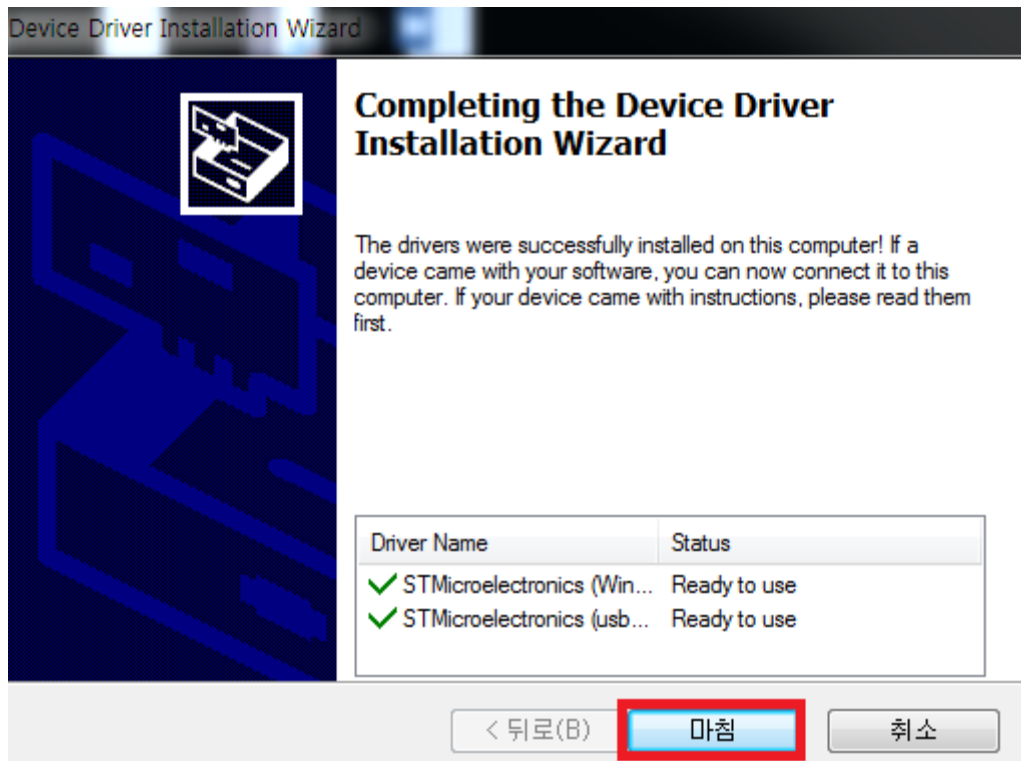 Device Driver Installation Wizard
Completing the Device Driver
Installation Wizard
The drivers were successfully installed on this computer! If a
device came with your software, you can now connect it to this
computer. If your device came with instructions, please read them
first.
Driver Name Status
STMicroelectronics (Win... Ready to use
STMicroelectronics (usb... Ready to use
< 뒤로(B) 마침 취소